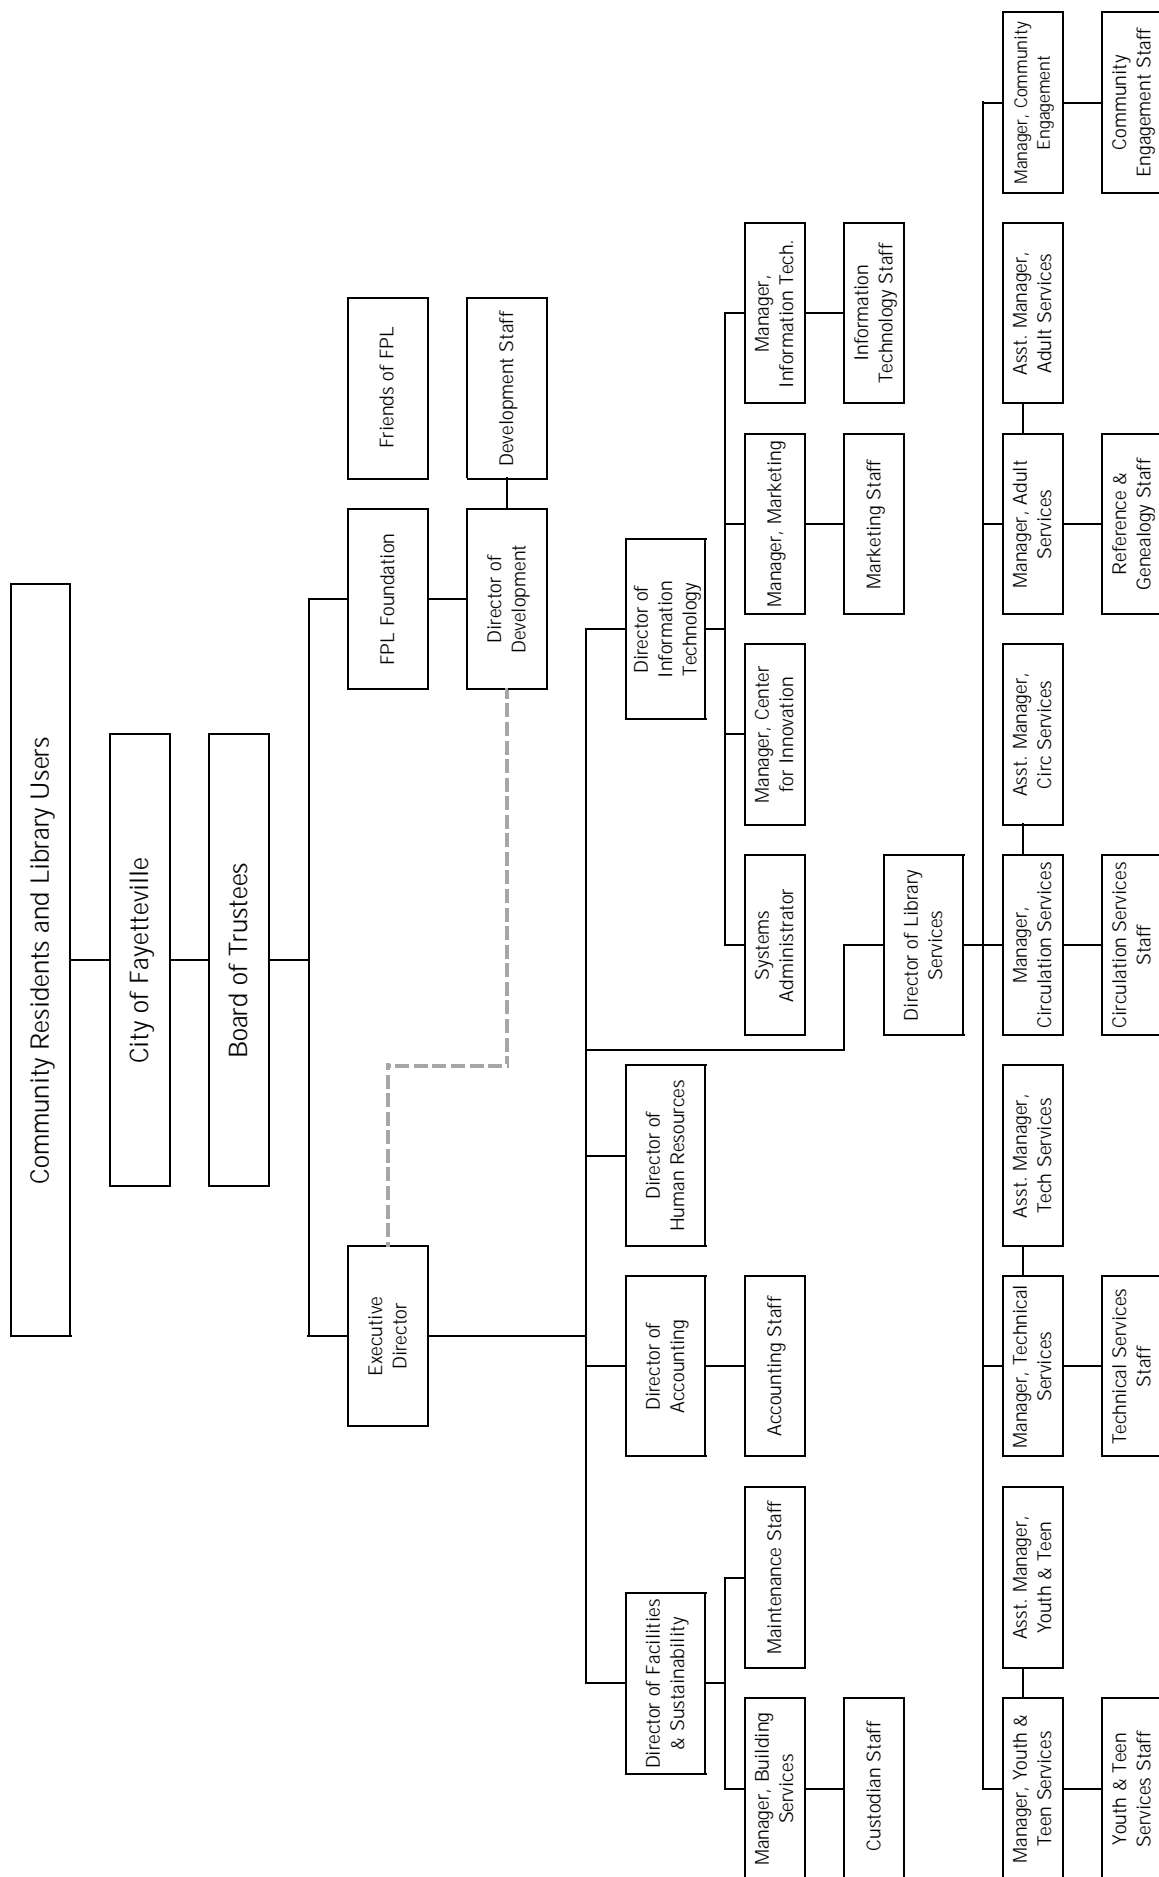 Community Residents and Library Users
City of Fayetteville
Board of Trustees
Executive
Director
FPL Foundation
Friends of FPL
Director of
Development
Development Staff
Director of Facilities
& Sustainability
Director of
Accounting
Director of
Human Resources
Director of
Information
Technology
Manager, Building
Services
Maintenance Staff
Accounting Staff
Systems
Administrator
Manager, Center
for Innovation
Manager, Marketing
Manager,
Information Tech.
Custodian Staff
Marketing Staff
Information
Technology Staff
Director of Library
Services
Manager, Youth &
Teen Services
Asst. Manager,
Youth & Teen
Manager, Technical
Services
Asst. Manager,
Tech Services
Manager,
Circulation Services
Asst. Manager,
Circ Services
Manager, Adult
Services
Asst. Manager,
Adult Services
Manager, Community
Engagement
Youth & Teen
Services Staff
Technical Services
Staff
Circulation Services
Staff
Reference &
Genealogy Staff
Community
Engagement Staff